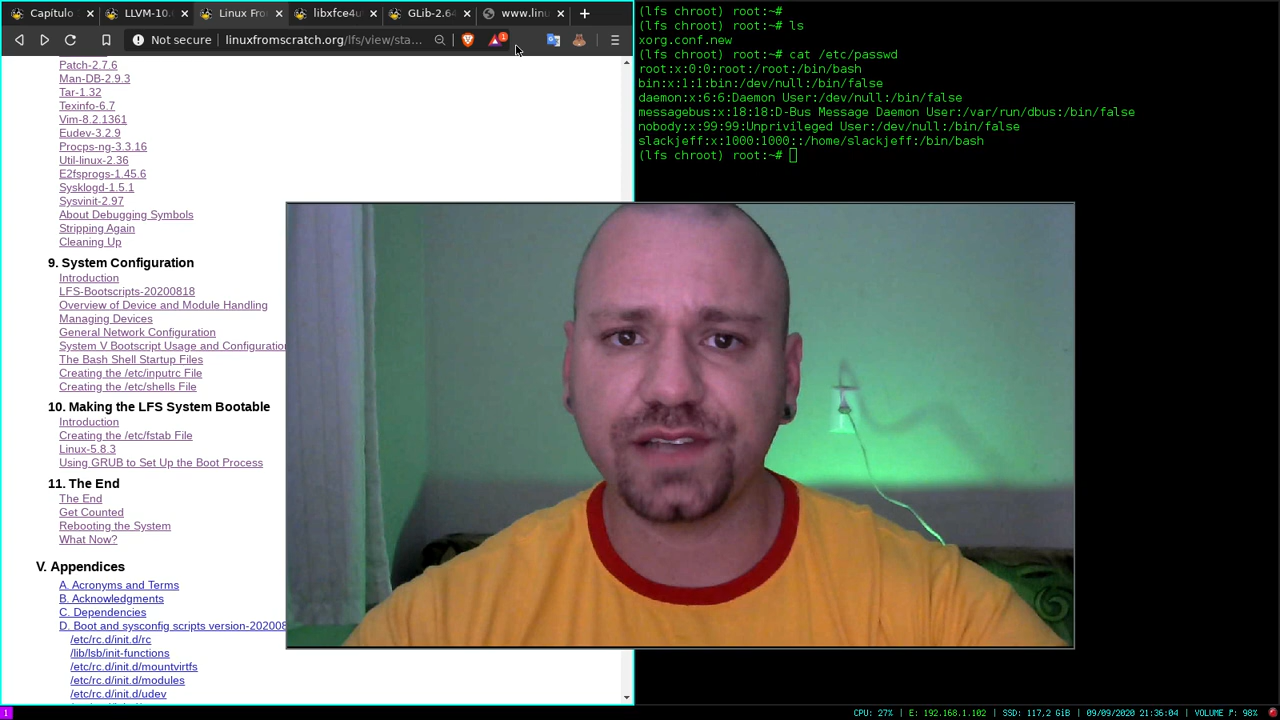 Capítulo
LLVM-10.
Linux Fro
libxfce4u
GLib-2.64
www.linu
Not secure
linuxfromscratch.org/lfs/view/sta...
1
Patch-2.7.6
Man-DB-2.9.3
Tar-1.32
Texinfo-6.7
Vim-8.2.1361
Eudev-3.2.9
Procps-ng-3.3.16
Util-linux-2.36
E2fsprogs-1.45.6
Sysklogd-1.5.1
Sysvinit-2.97
About Debugging Symbols
Stripping Again
Cleaning Up
9. System Configuration
Introduction
LFS-Bootscripts-20200818
Overview of Device and Module Handling
Managing Devices
General Network Configuration
System V Bootscript Usage and Configuration
The Bash Shell Startup Files
Creating the /etc/inputrc File
Creating the /etc/shells File
10. Making the LFS System Bootable
Introduction
Creating the /etc/fstab File
Linux-5.8.3
Using GRUB to Set Up the Boot Process
11. The End
The End
Get Counted
Rebooting the System
What Now?
V. Appendices
A. Acronyms and Terms
B. Acknowledgments
C. Dependencies
D. Boot and sysconfig scripts version-202008
/etc/rc.d/init.d/rc
/lib/lsb/init-functions
/etc/rc.d/init.d/mountvirtfs
/etc/rc.d/init.d/modules
/etc/rc.d/init.d/udev
(lfs chroot) root:~#
(lfs chroot) root:~# ls
xorg.conf.new
(lfs chroot) root:~# cat /etc/passwd
root:x:0:0:root:/root:/bin/bash
bin:x:1:1:bin:/dev/null:/bin/false
daemon:x:6:6:Daemon User:/dev/null:/bin/false
messagebus:x:18:18:D-Bus Message Daemon User:/var/run/dbus:/bin/false
nobody:x:99:99:Unprivileged User:/dev/null:/bin/false
slackjeff:x:1000:1000::/home/slackjeff:/bin/bash
(lfs chroot) root:~#
1
CPU: 27% | E: 192.168.1.102 | SSD: 117,2 GiB | 09/09/2020 21:36:04 | VOLUME
: 98%